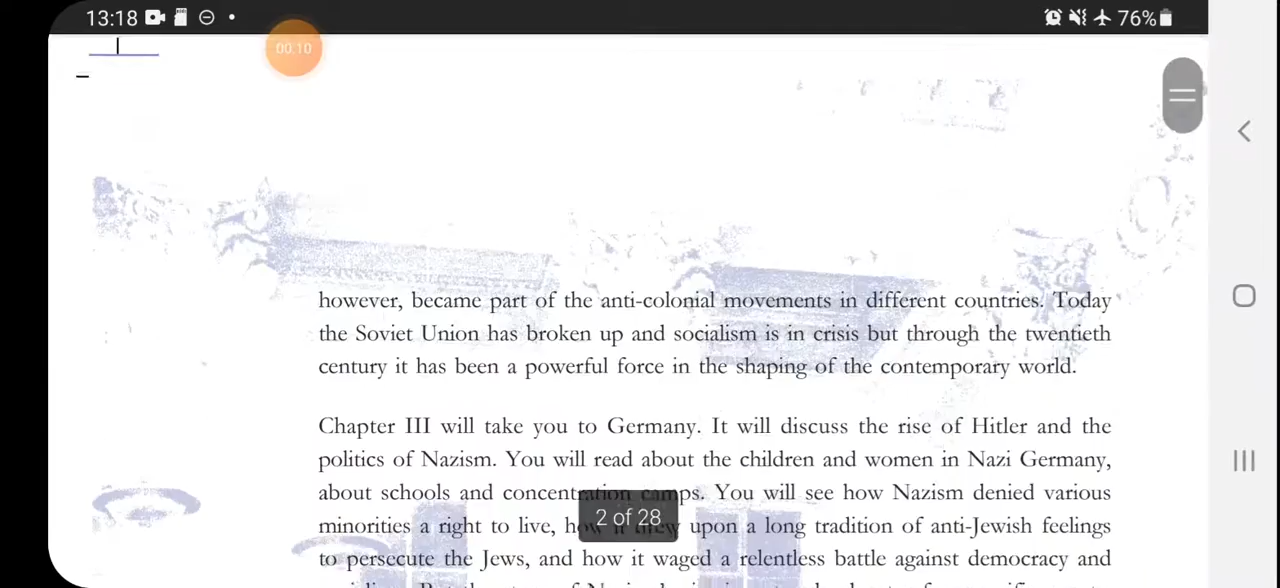 13:18
76%
00:10
however, became part of the anti-colonial movements in different countries. Today
the Soviet Union has broken up and socialism is in crisis but through the twentieth
century it has been a powerful force in the shaping of the contemporary world.
Chapter III will take you to Germany. It will discuss the rise of Hitler and the
politics of Nazism. You will read about the children and women in Nazi Germany,
about schools and concentration camps. You will see how Nazism denied various
minorities a right to live, how it drew upon a long tradition of anti-Jewish feelings
2 of 28
to persecute the Jews, and how it waged a relentless battle against democracy and